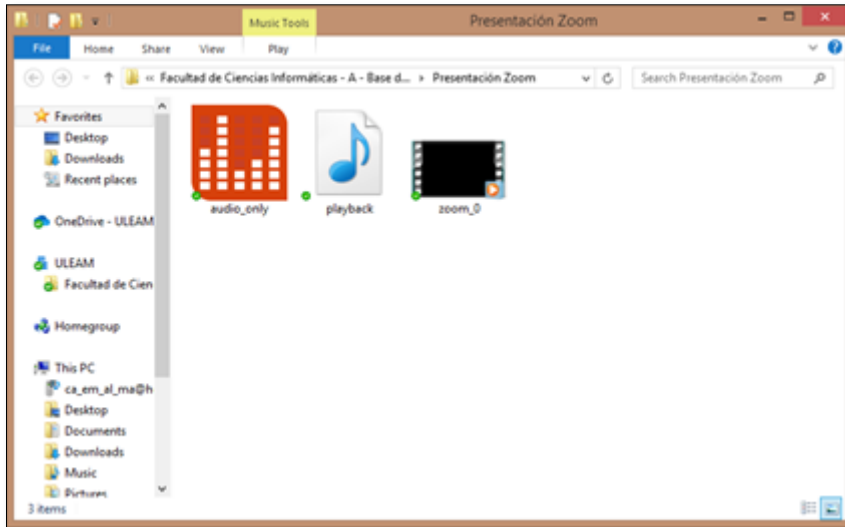 Music Tools
Presentación Zoom
File Home Share View Play
« Facultad de Ciencias Informáticas - A - Base d... Presentación Zoom
Search Presentación Zoom
Favorites
Desktop
Downloads
Recent places
OneDrive - ULEAM
ULEAM
Facultad de Cien
Homegroup
This PC
ca_em_al_ma@h
Desktop
Documents
Downloads
Music
Pictures
audio_only
playback
zoom_0
3 items